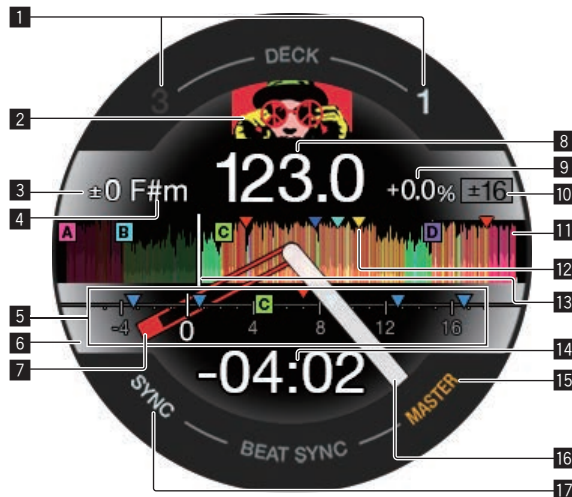 1
DECK
3 1
2
8
123.0
9
3
±0 F#m
+0.0% ±16
10
4
A B C D
11
12
5
C
13
-4 0 4 8 12 16
6
7
-04:02
14
SYNC
MASTER
15
BEAT SYNC
16
17